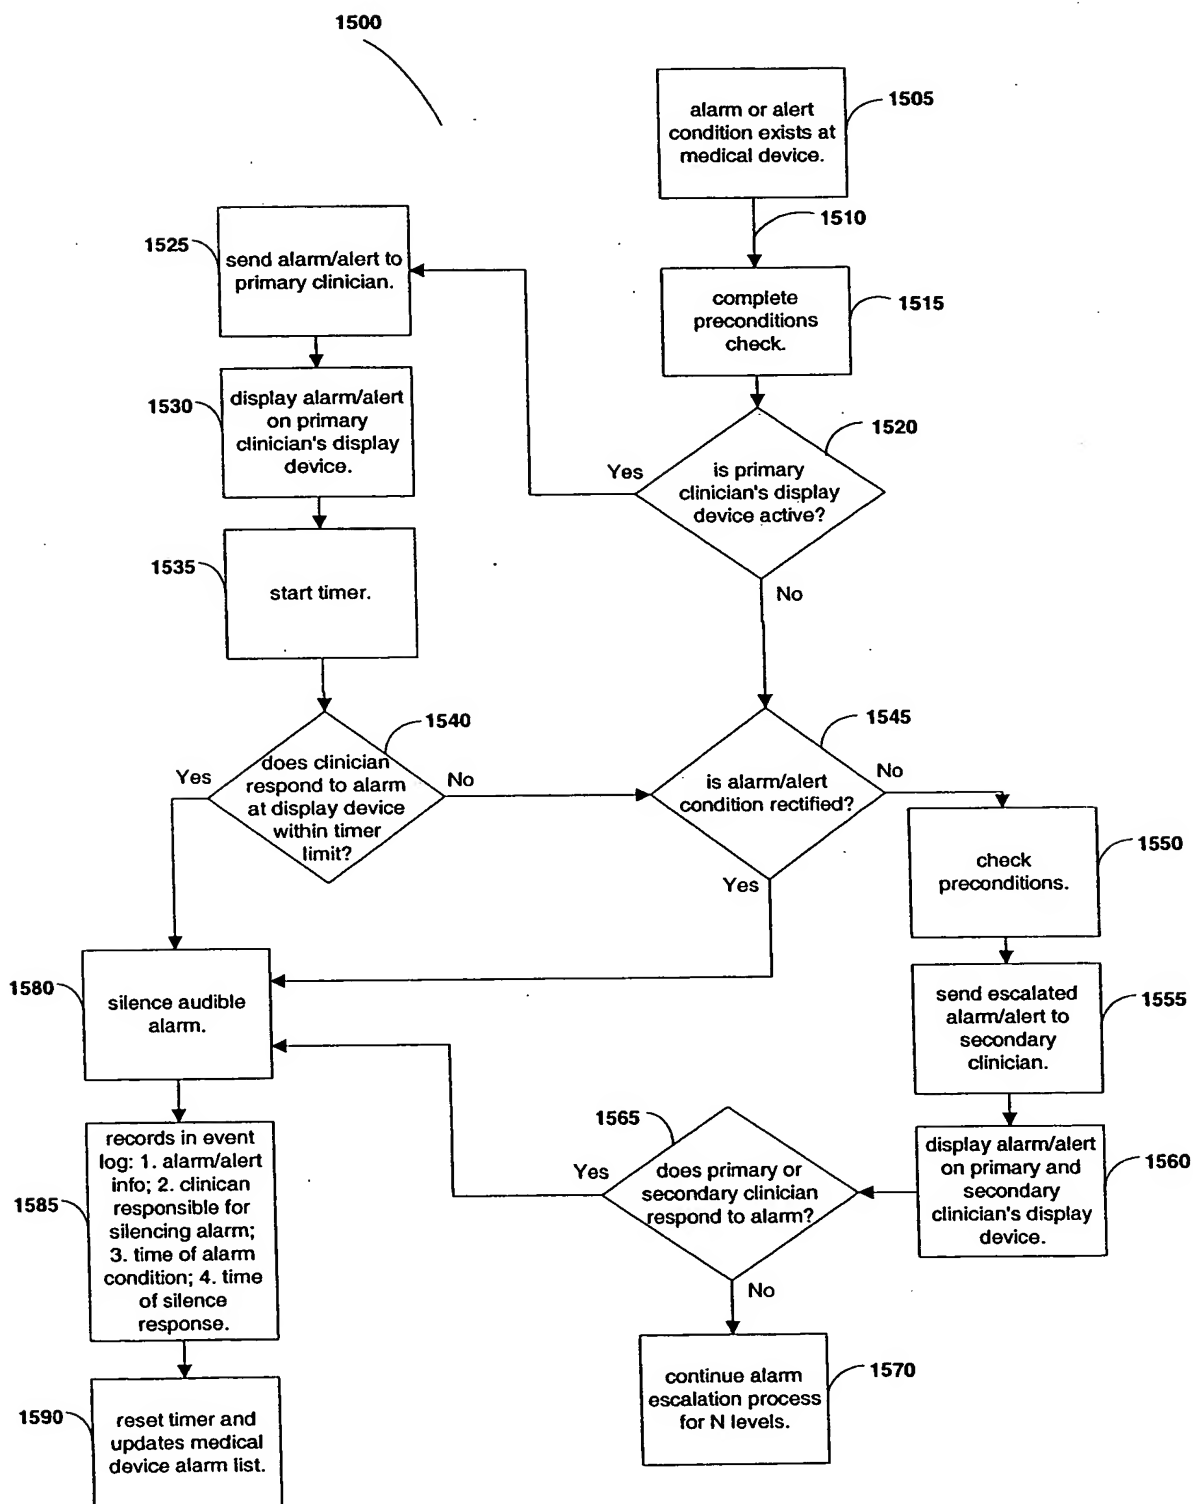 1500
alarm or alert
condition exists at
medical device.
1505
1510
complete
preconditions
check.
1515
1520
is primary
clinician's display
device active?
Yes
No
1525
send alarm/alert to
primary clinician.
1530
display alarm/alert
on primary
clinician's display
device.
1535
start timer.
1540
does clinician
respond to alarm
at display device
within timer
limit?
Yes
No
1545
is alarm/alert
condition rectified?
No
Yes
1550
check
preconditions.
1555
send escalated
alarm/alert to
secondary
clinician.
1560
display alarm/alert
on primary and
secondary
clinician's display
device.
1565
does primary or
secondary clinician
respond to alarm?
Yes
No
1570
continue alarm
escalation process
for N levels.
1580
silence audible
alarm.
1585
records in event
log: 1. alarm/alert
info; 2. clinican
responsible for
silencing alarm;
3. time of alarm
condition; 4. time
of silence
response.
1590
reset timer and
updates medical
device alarm list.